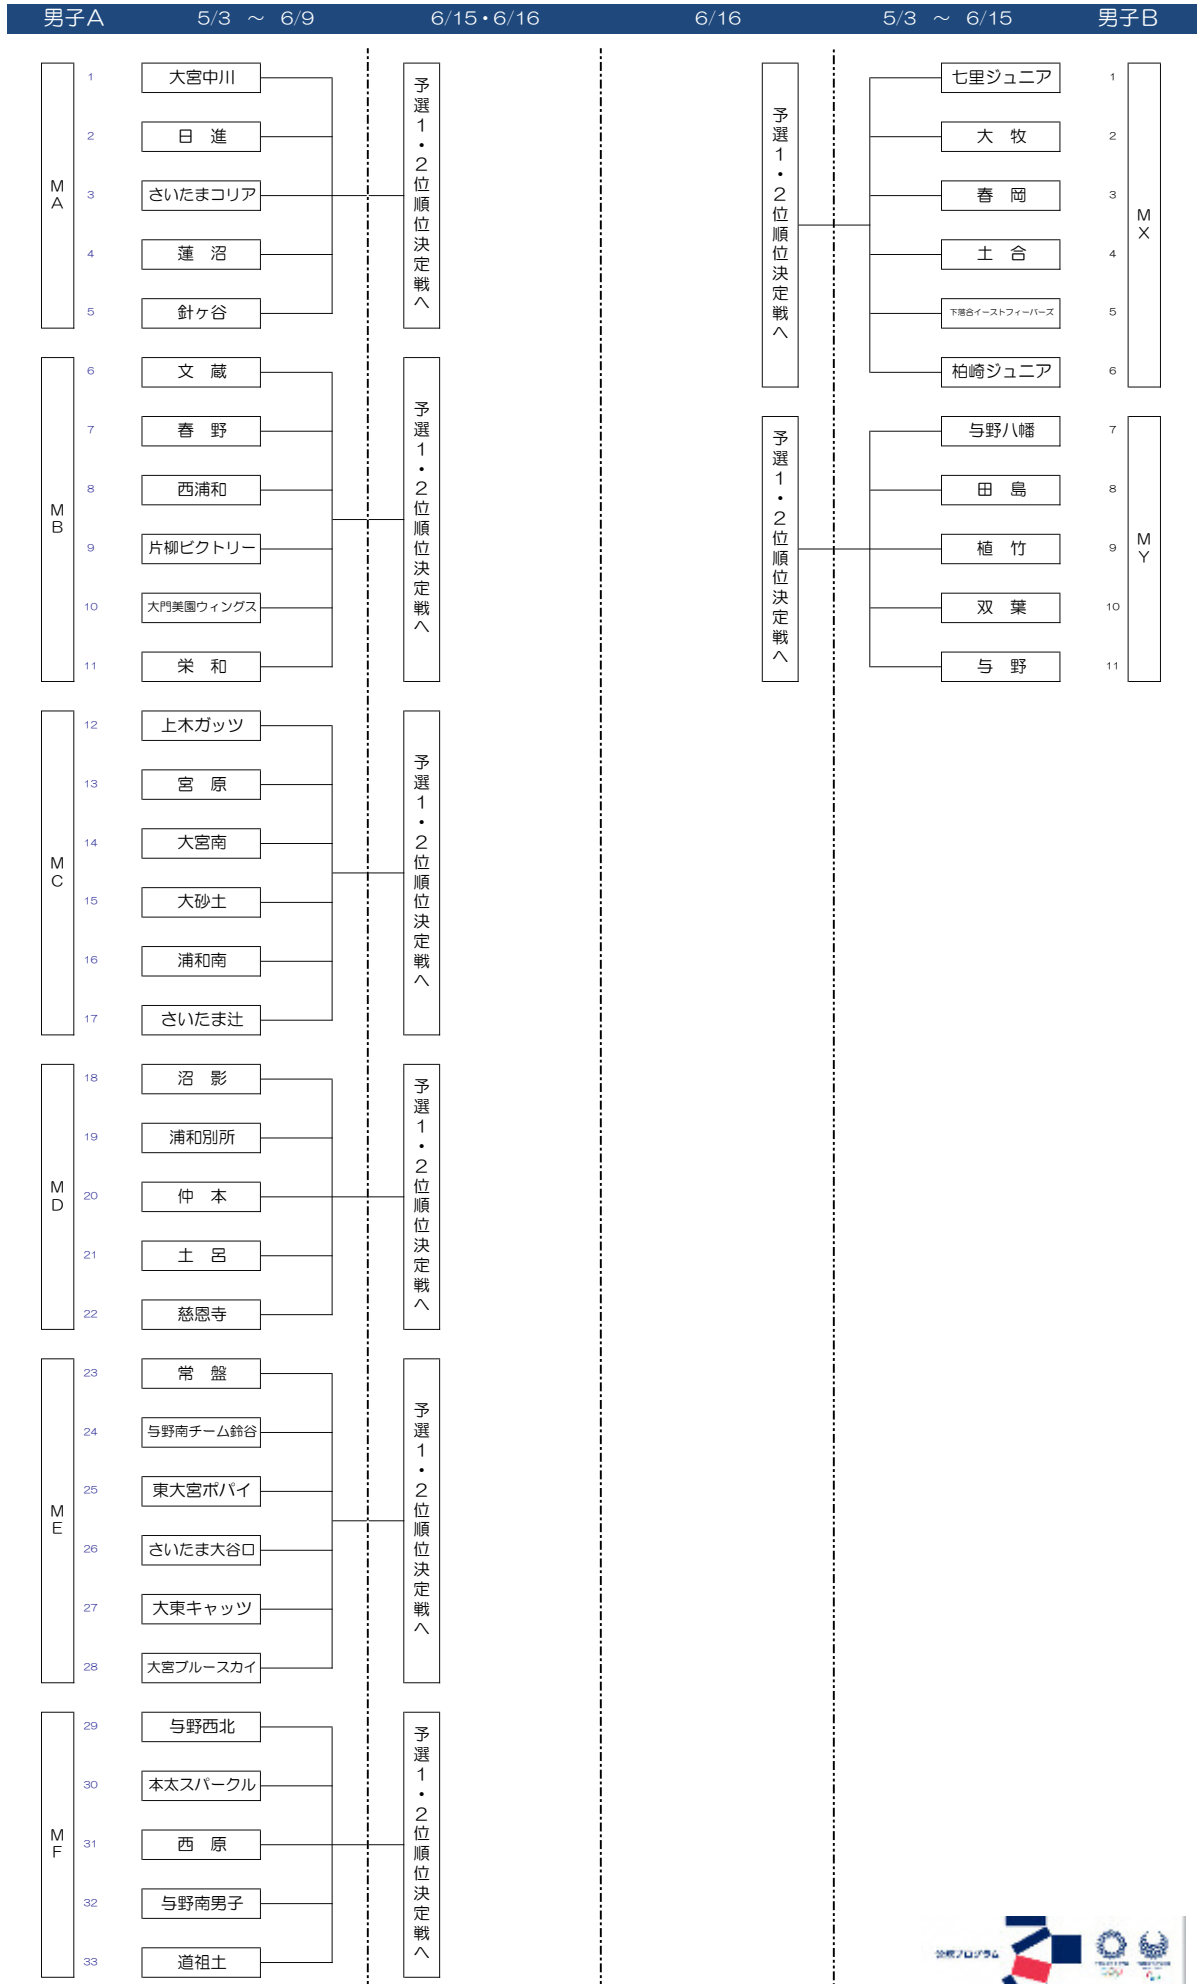 男子A 5/3 ～ 6/9 6/15・6/16 6/16 5/3 ～ 6/15 男子B
MA
1 大宮中川
2 日 進
3 さいたまコリア
4 蓮 沼
5 針ヶ谷
予選1・2位順位決定戦へ
MB
6 文 蔵
7 春 野
8 西浦和
9 片柳ビクトリー
10 大門美園ウィングス
11 栄 和
予選1・2位順位決定戦へ
MC
12 上木ガッツ
13 宮 原
14 大宮南
15 大砂土
16 浦和南
17 さいたま辻
予選1・2位順位決定戦へ
MD
18 沼 影
19 浦和別所
20 仲 本
21 土 呂
22 慈恩寺
予選1・2位順位決定戦へ
ME
23 常 盤
24 与野南チーム鈴谷
25 東大宮ポパイ
26 さいたま大谷口
27 大東キャッツ
28 大宮ブルースカイ
予選1・2位順位決定戦へ
MF
29 与野西北
30 本太スパークル
31 西 原
32 与野南男子
33 道祖土
予選1・2位順位決定戦へ
予選1・2位順位決定戦へ
七里ジュニア 1
大 牧 2
春 岡 3
土 合 4
下落合イーストフィーバーズ 5
柏崎ジュニア 6
MX
予選1・2位順位決定戦へ
与野八幡 7
田 島 8
植 竹 9
双 葉 10
与 野 11
MY
公認プログラム